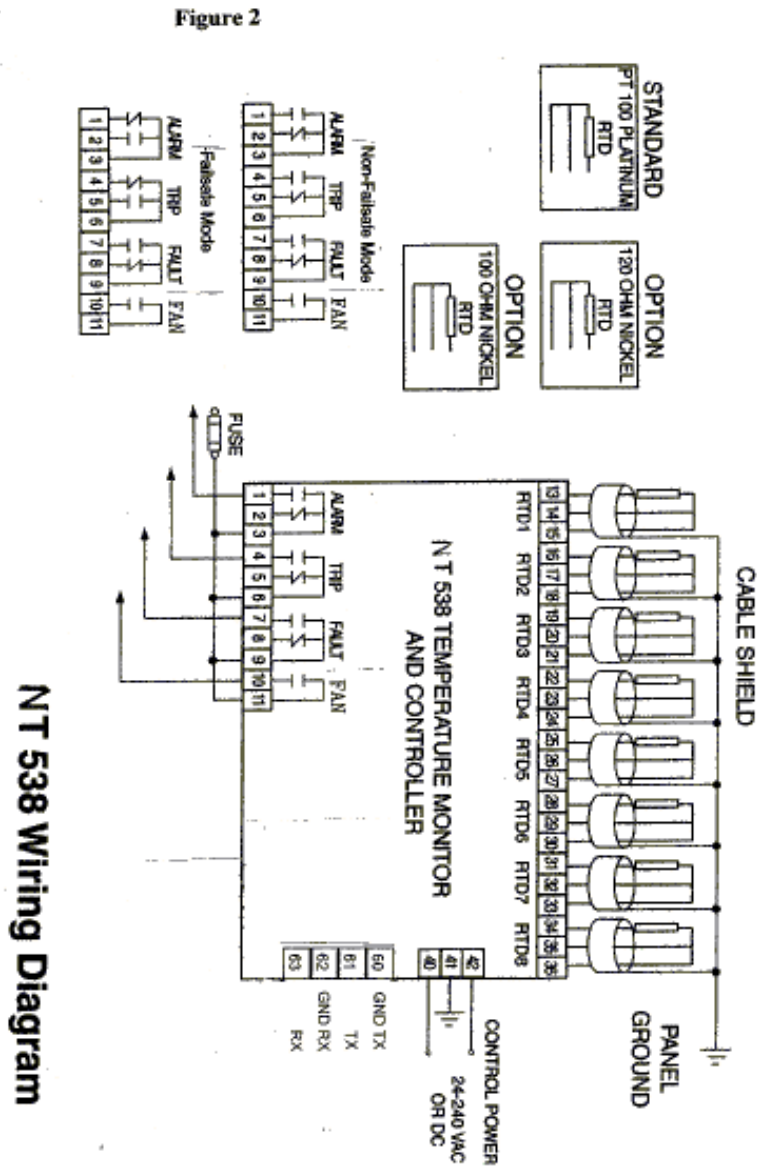 Figure 2
STANDARD
PT 100 PLATINUM
RTD
OPTION
120 OHM NICKEL
RTD
OPTION
100 OHM NICKEL
RTD
Non-Failsafe Mode
ALARM TRIP FAULT FAN
1 2 3 4 5 6 7 8 9 10 11
Failsafe Mode
ALARM TRIP FAULT FAN
1 2 3 4 5 6 7 8 9 10 11
CABLE SHIELD
PANEL
GROUND
13 14 15 16 17 18 19 20 21 22 23 24 25 26 27 28 29 30 31 32 33 34 35 36
RTD1 RTD2 RTD3 RTD4 RTD5 RTD6 RTD7 RTD8
NT 538 TEMPERATURE MONITOR
AND CONTROLLER
CONTROL POWER
24-240 VAC
OR DC
42
41
40
60 GND TX
61 TX
62 GND RX
63 RX
ALARM TRIP FAULT FAN
1 2 3 4 5 6 7 8 9 10 11
FUSE
NT 538 Wiring Diagram